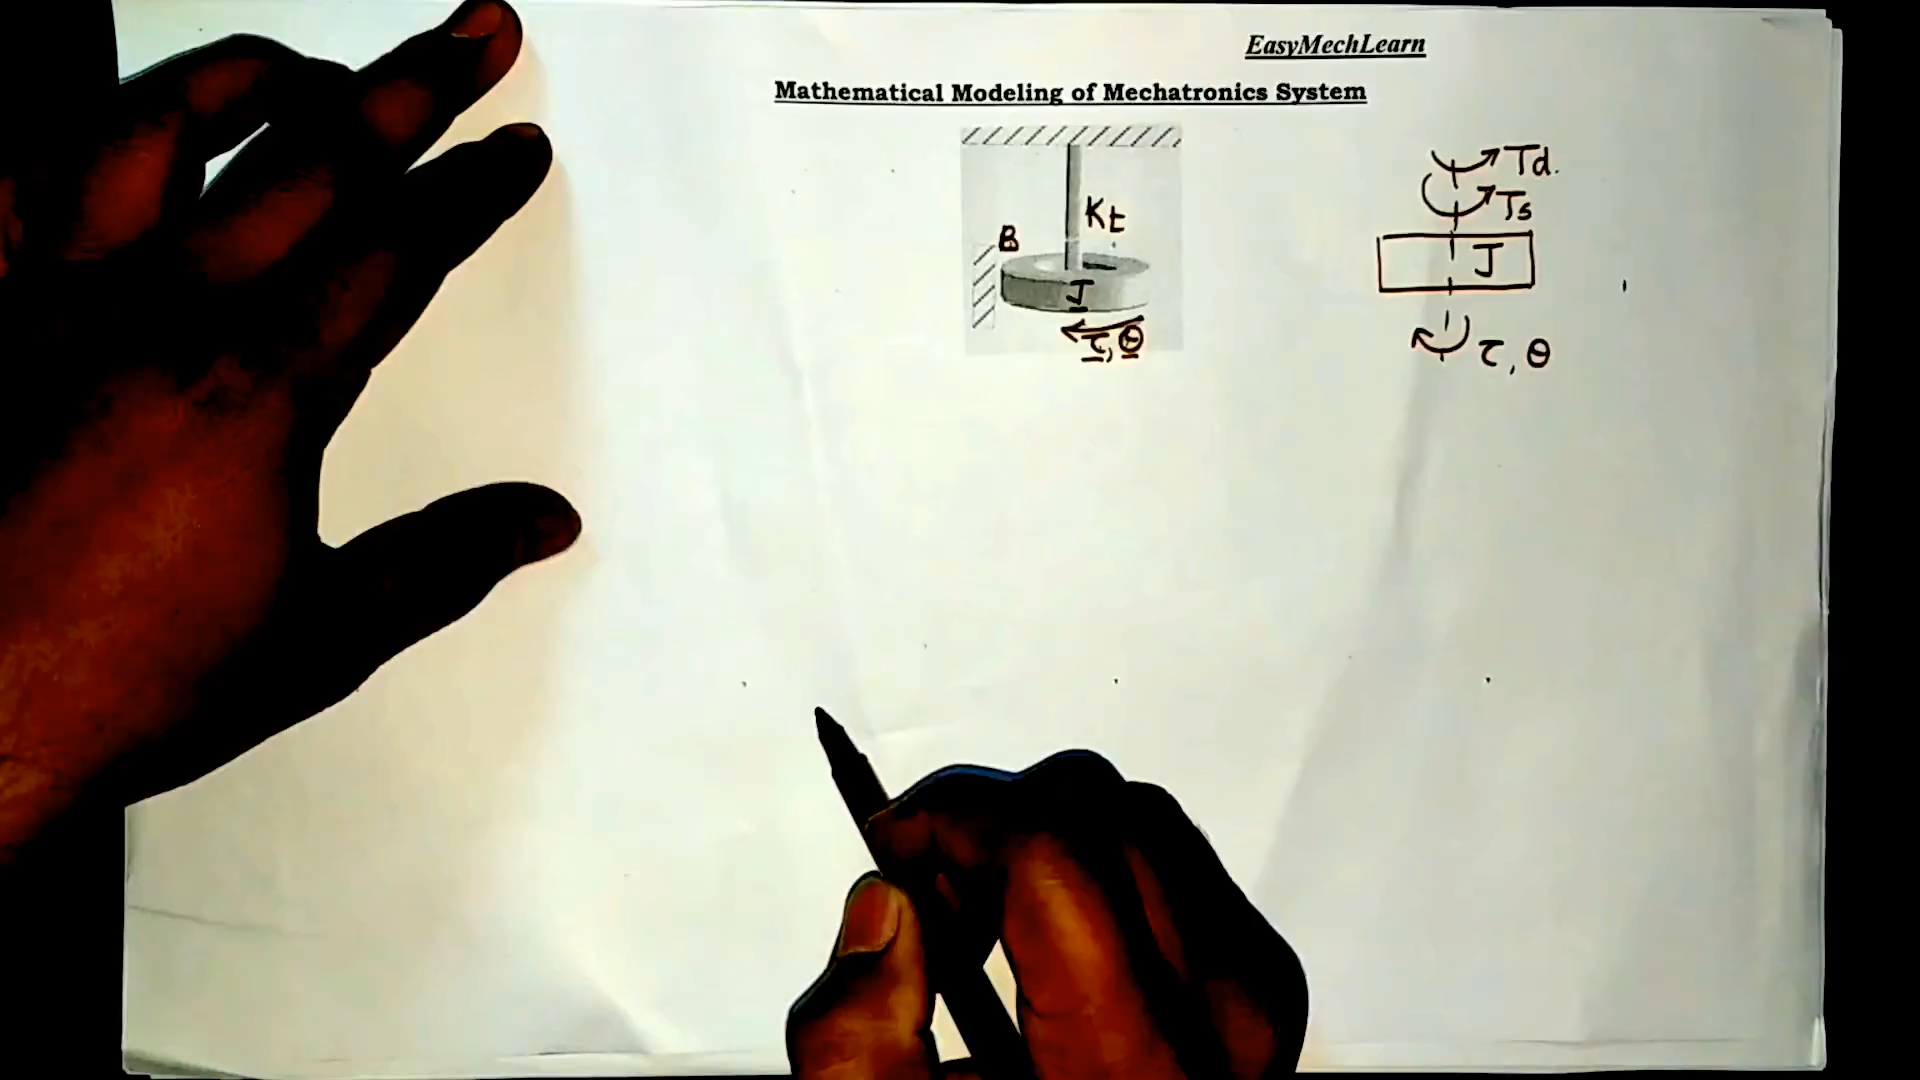 EasyMechLearn
Mathematical Modeling of Mechatronics System
Kt
B
J
τ, θ
Td.
Ts
J
τ, θ